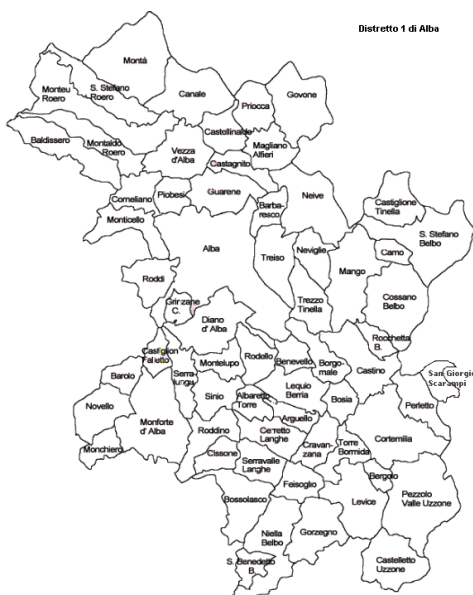 Distretto 1 di Alba
Montà
Monteu
Roero
S. Stefano
Roero
Canale
Priocca
Govone
Baldissero
Montaldo
Roero
Vezza
d'Alba
Castellinaldo
Magliano
Alfieri
Castagnito
Corneliano
Piobesi
Guarene
Barba-
resco
Neive
Castiglione
Tinella
Monticello
Alba
Treiso
Neviglie
Mango
Camo
S. Stefano
Belbo
Roddi
Grinzane
C.
Diano
d' Alba
Trezzo
Tinella
Cossano
Belbo
Rocchetta
B.
Castiglion
Falletto
Serra-
lunga
Montelupo
Rodello
Benevello
Borgo-
male
Castino
San Giorgio
Scarampi
Barolo
Novello
Monforte
d' Alba
Monchiero
Sinio
Albaretto
Torre
Lequio
Berria
Bosia
Perletto
Arguello
Roddino
Cerretto
Langhe
Cravan-
zana
Torre
Bormida
Cortemilia
Cissone
Serravalle
Langhe
Feisoglio
Bergolo
Bossolasco
Levice
Pezzolo
Valle Uzzone
Niella
Belbo
Gorzegno
S. Benedetto
B.
Castelletto
Uzzone